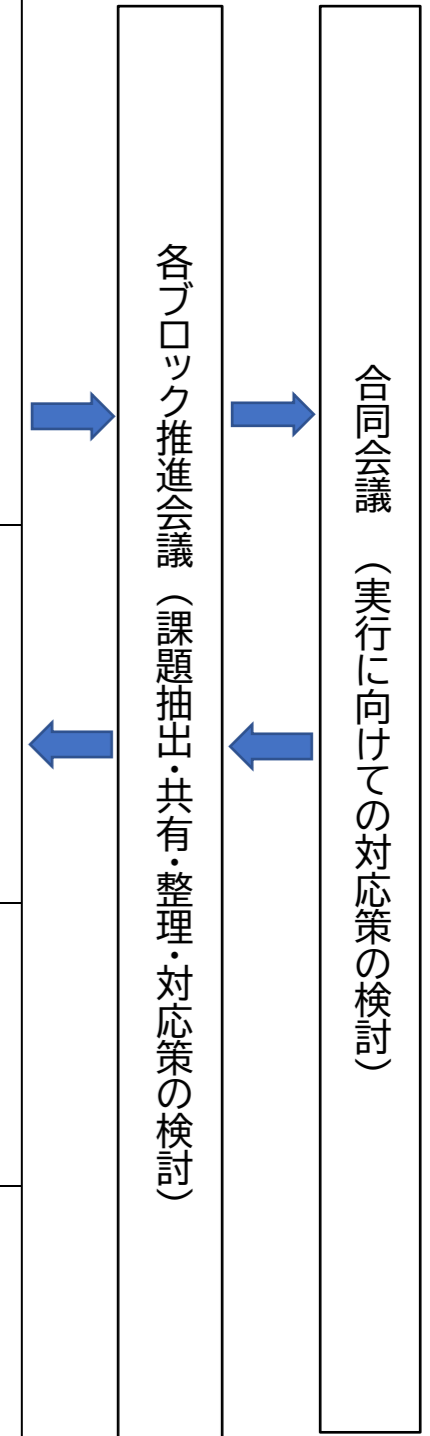 合同会議　（実行に向けての対応策の検討）
各ブロック推進会議（課題抽出・共有・整理・対応策の検討）